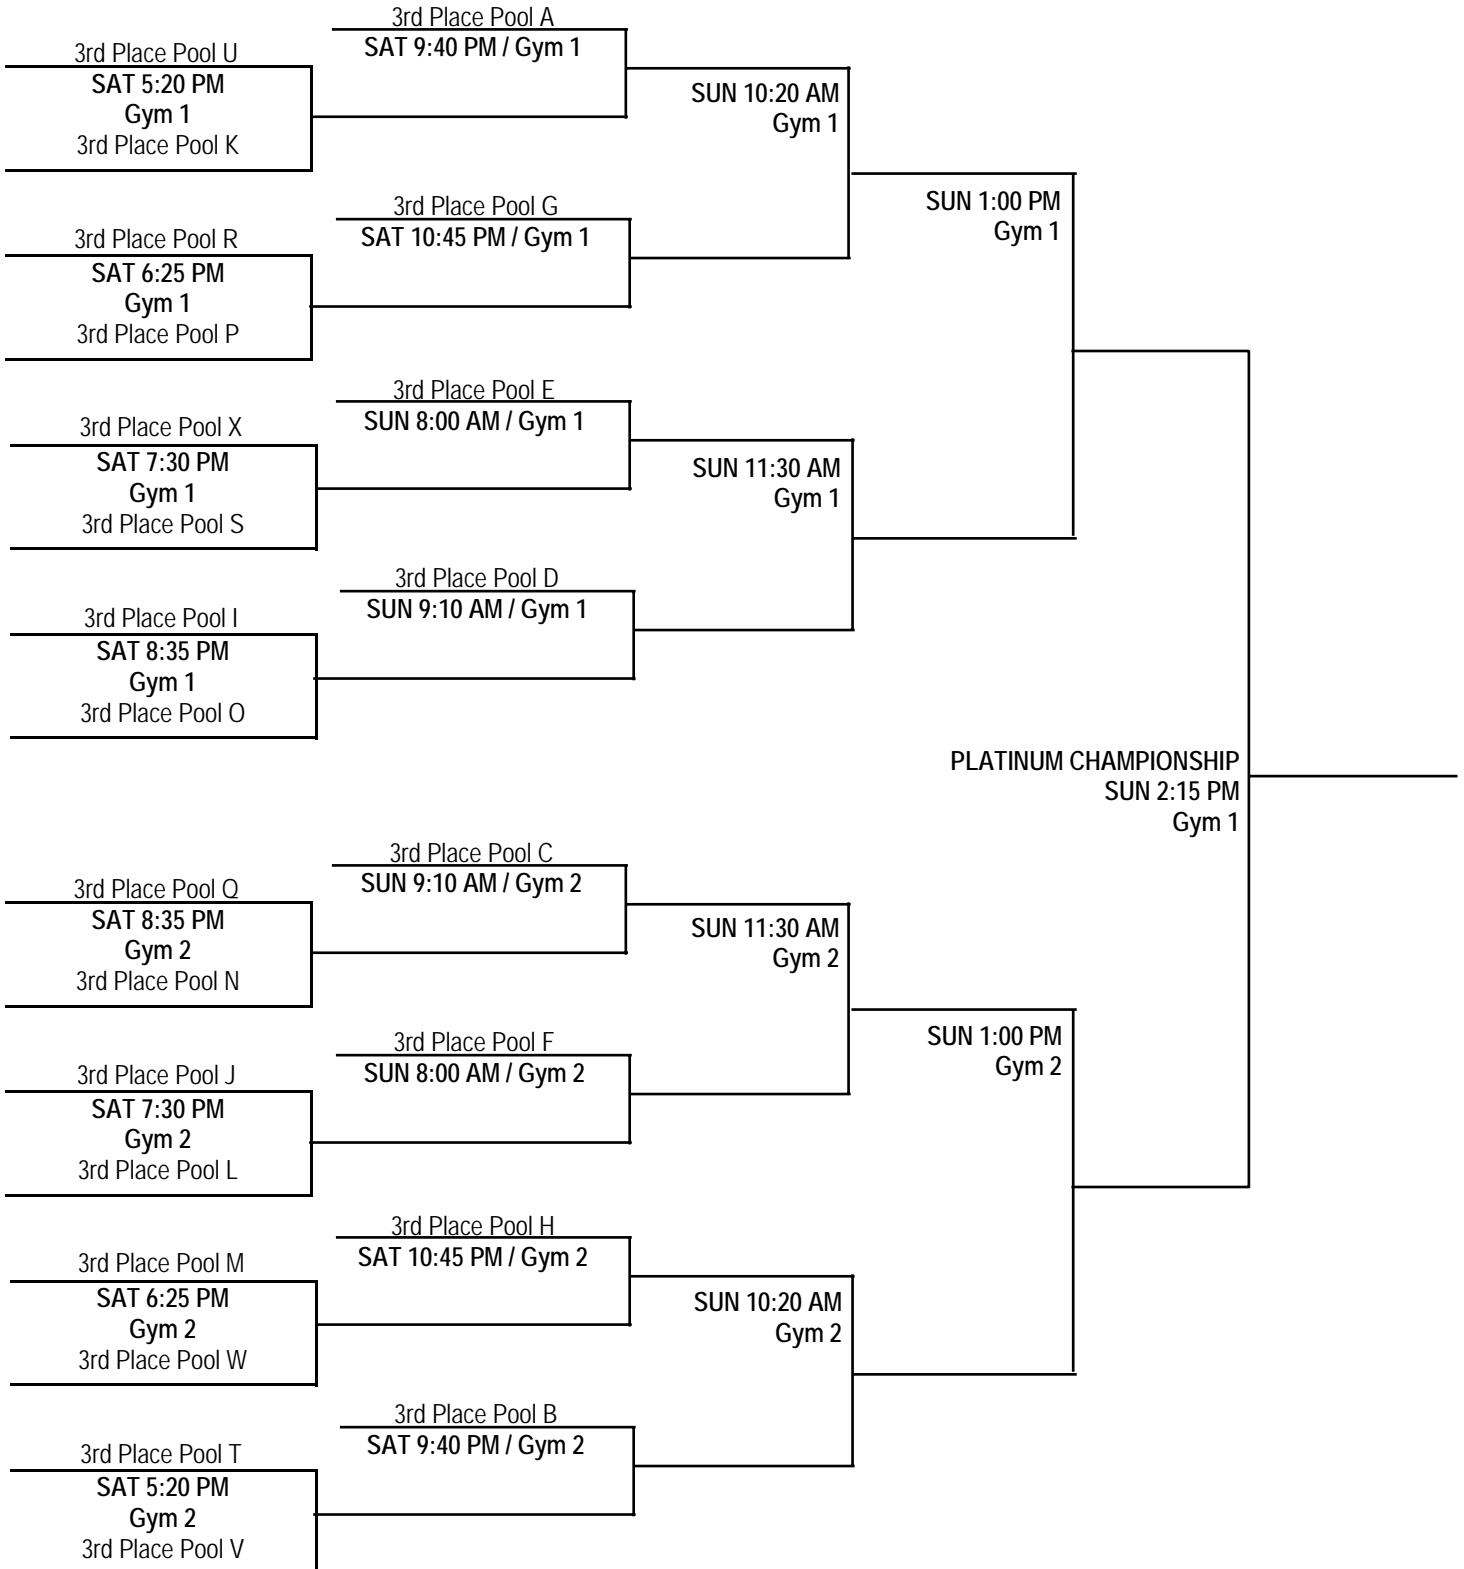 3rd Place Pool A
SAT 9:40 PM / Gym 1
3rd Place Pool U
SAT 5:20 PM
Gym 1
3rd Place Pool K
SUN 10:20 AM
Gym 1
3rd Place Pool G
SAT 10:45 PM / Gym 1
3rd Place Pool R
SAT 6:25 PM
Gym 1
3rd Place Pool P
SUN 1:00 PM
Gym 1
3rd Place Pool E
SUN 8:00 AM / Gym 1
3rd Place Pool X
SAT 7:30 PM
Gym 1
3rd Place Pool S
SUN 11:30 AM
Gym 1
3rd Place Pool D
SUN 9:10 AM / Gym 1
3rd Place Pool I
SAT 8:35 PM
Gym 1
3rd Place Pool O
PLATINUM CHAMPIONSHIP
SUN 2:15 PM
Gym 1
3rd Place Pool C
SUN 9:10 AM / Gym 2
3rd Place Pool Q
SAT 8:35 PM
Gym 2
3rd Place Pool N
SUN 11:30 AM
Gym 2
3rd Place Pool F
SUN 8:00 AM / Gym 2
3rd Place Pool J
SAT 7:30 PM
Gym 2
3rd Place Pool L
SUN 1:00 PM
Gym 2
3rd Place Pool H
SAT 10:45 PM / Gym 2
3rd Place Pool M
SAT 6:25 PM
Gym 2
3rd Place Pool W
SUN 10:20 AM
Gym 2
3rd Place Pool B
SAT 9:40 PM / Gym 2
3rd Place Pool T
SAT 5:20 PM
Gym 2
3rd Place Pool V